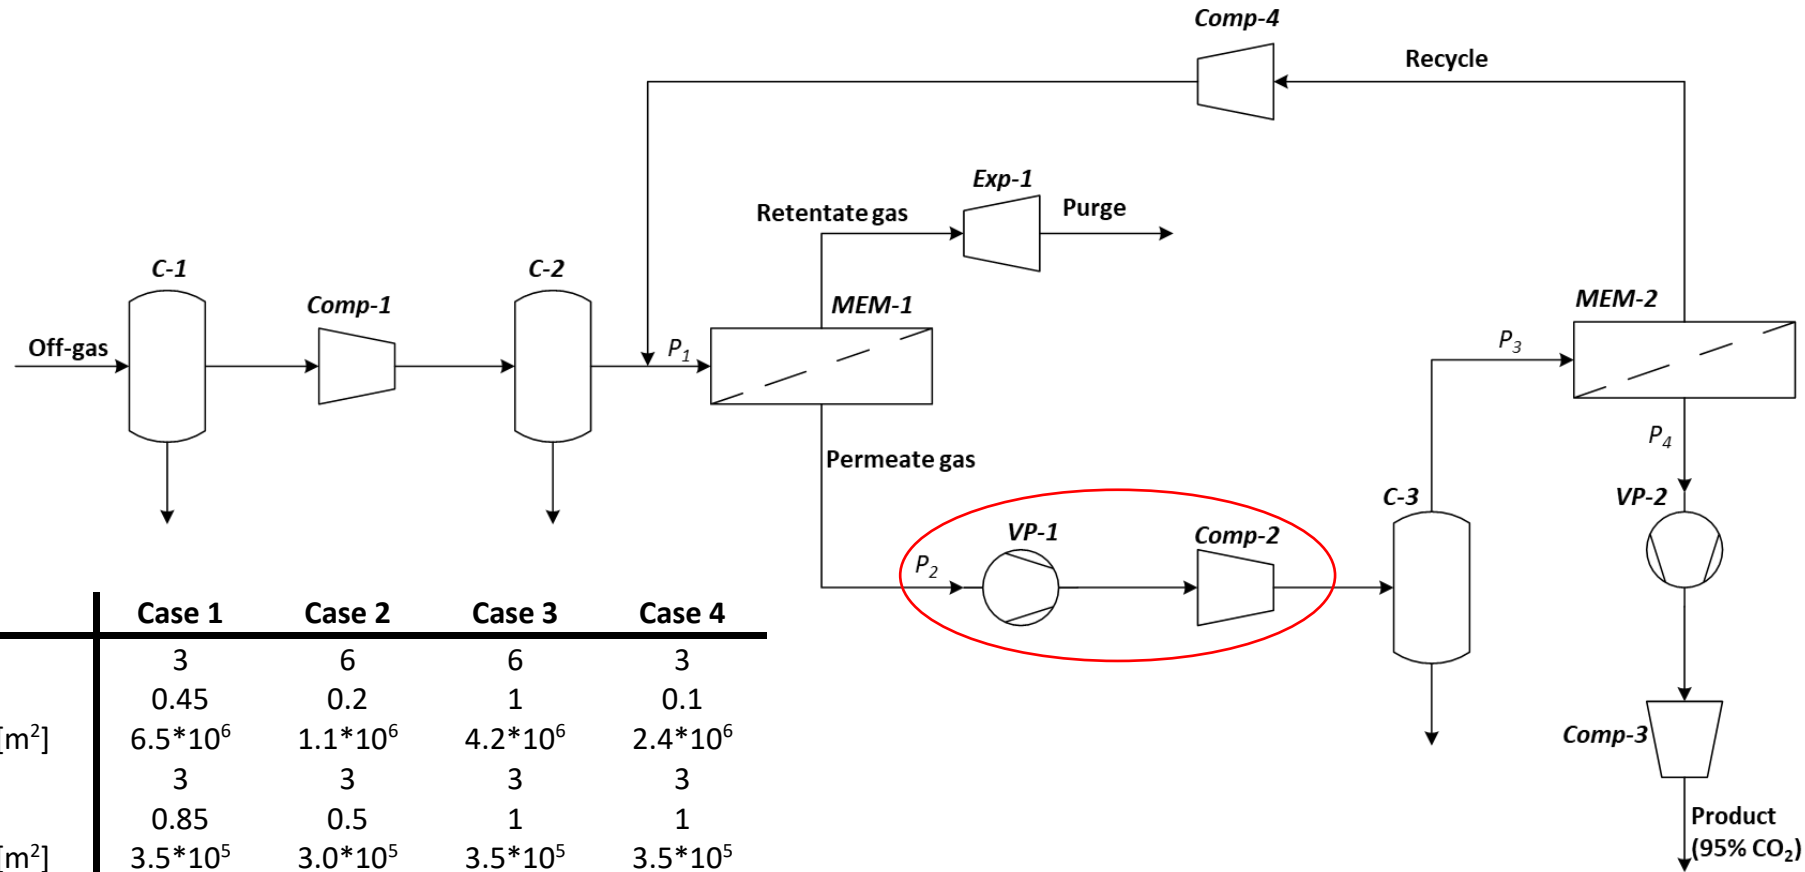 Comp-4
Recycle
Exp-1
Retentate gas
Purge
C-1
C-2
Comp-1
MEM-1
MEM-2
Off-gas
P1
P3
P4
Permeate gas
C-3
VP-2
VP-1
Comp-2
P2
Case 1 Case 2 Case 3 Case 4
3 6 6 3
0.45 0.2 1 0.1
[m²] 6.5*10⁶ 1.1*10⁶ 4.2*10⁶ 2.4*10⁶
3 3 3 3
0.85 0.5 1 1
[m²] 3.5*10⁵ 3.0*10⁵ 3.5*10⁵ 3.5*10⁵
Comp-3
Product
(95% CO₂)